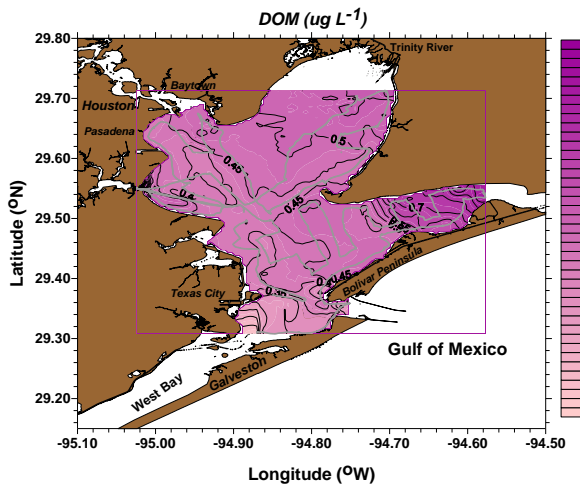 DOM (ug L-1)
29.80
Trinity River
Baytown
29.70
Houston
Pasadena
0.5
29.60
0.45
0.4
0.7
29.50
0.45
Latitude (oN)
0.45
29.40
Bolivar Peninsula
Texas City
29.30
Gulf of Mexico
West Bay
Galveston
29.20
-95.10 -95.00 -94.90 -94.80 -94.70 -94.60 -94.50
Longitude (oW)